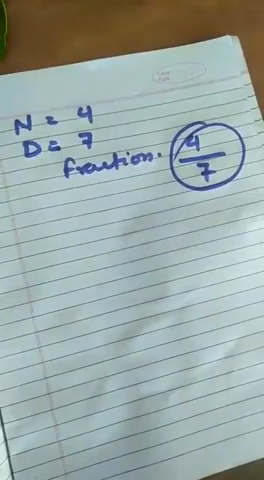 N = 4
D = 7
fraction. 4/7